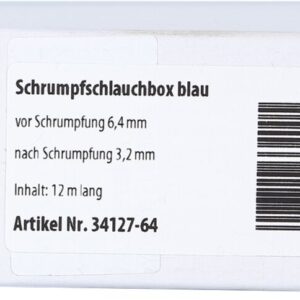 Schrumpfschlauchbox blau
vor Schrumpfung 6,4 mm
nach Schrumpfung 3,2 mm
Inhalt: 12 m lang
Artikel Nr. 34127-64